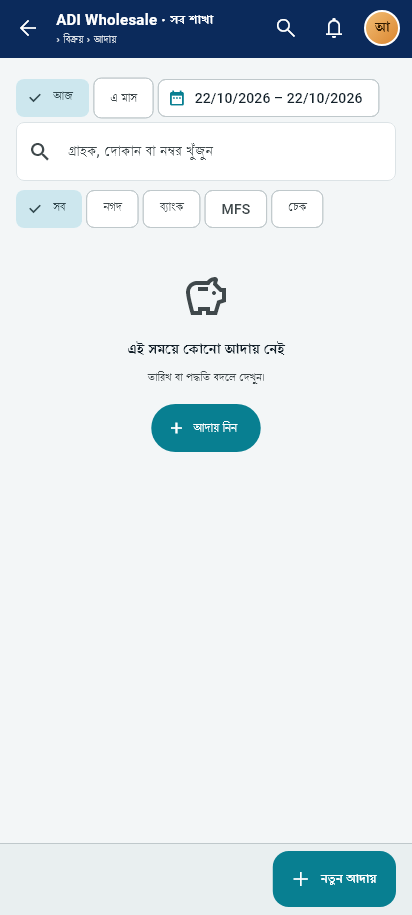 ADI Wholesale · সব শাখা
› বিক্রয় › আদায়
আ
আজ
এ মাস
22/10/2026 – 22/10/2026
গ্রাহক, দোকান বা নম্বর খুঁজুন
সব
নগদ
ব্যাংক
MFS
চেক
এই সময়ে কোনো আদায় নেই
তারিখ বা পদ্ধতি বদলে দেখুন।
+ আদায় নিন
+ নতুন আদায়